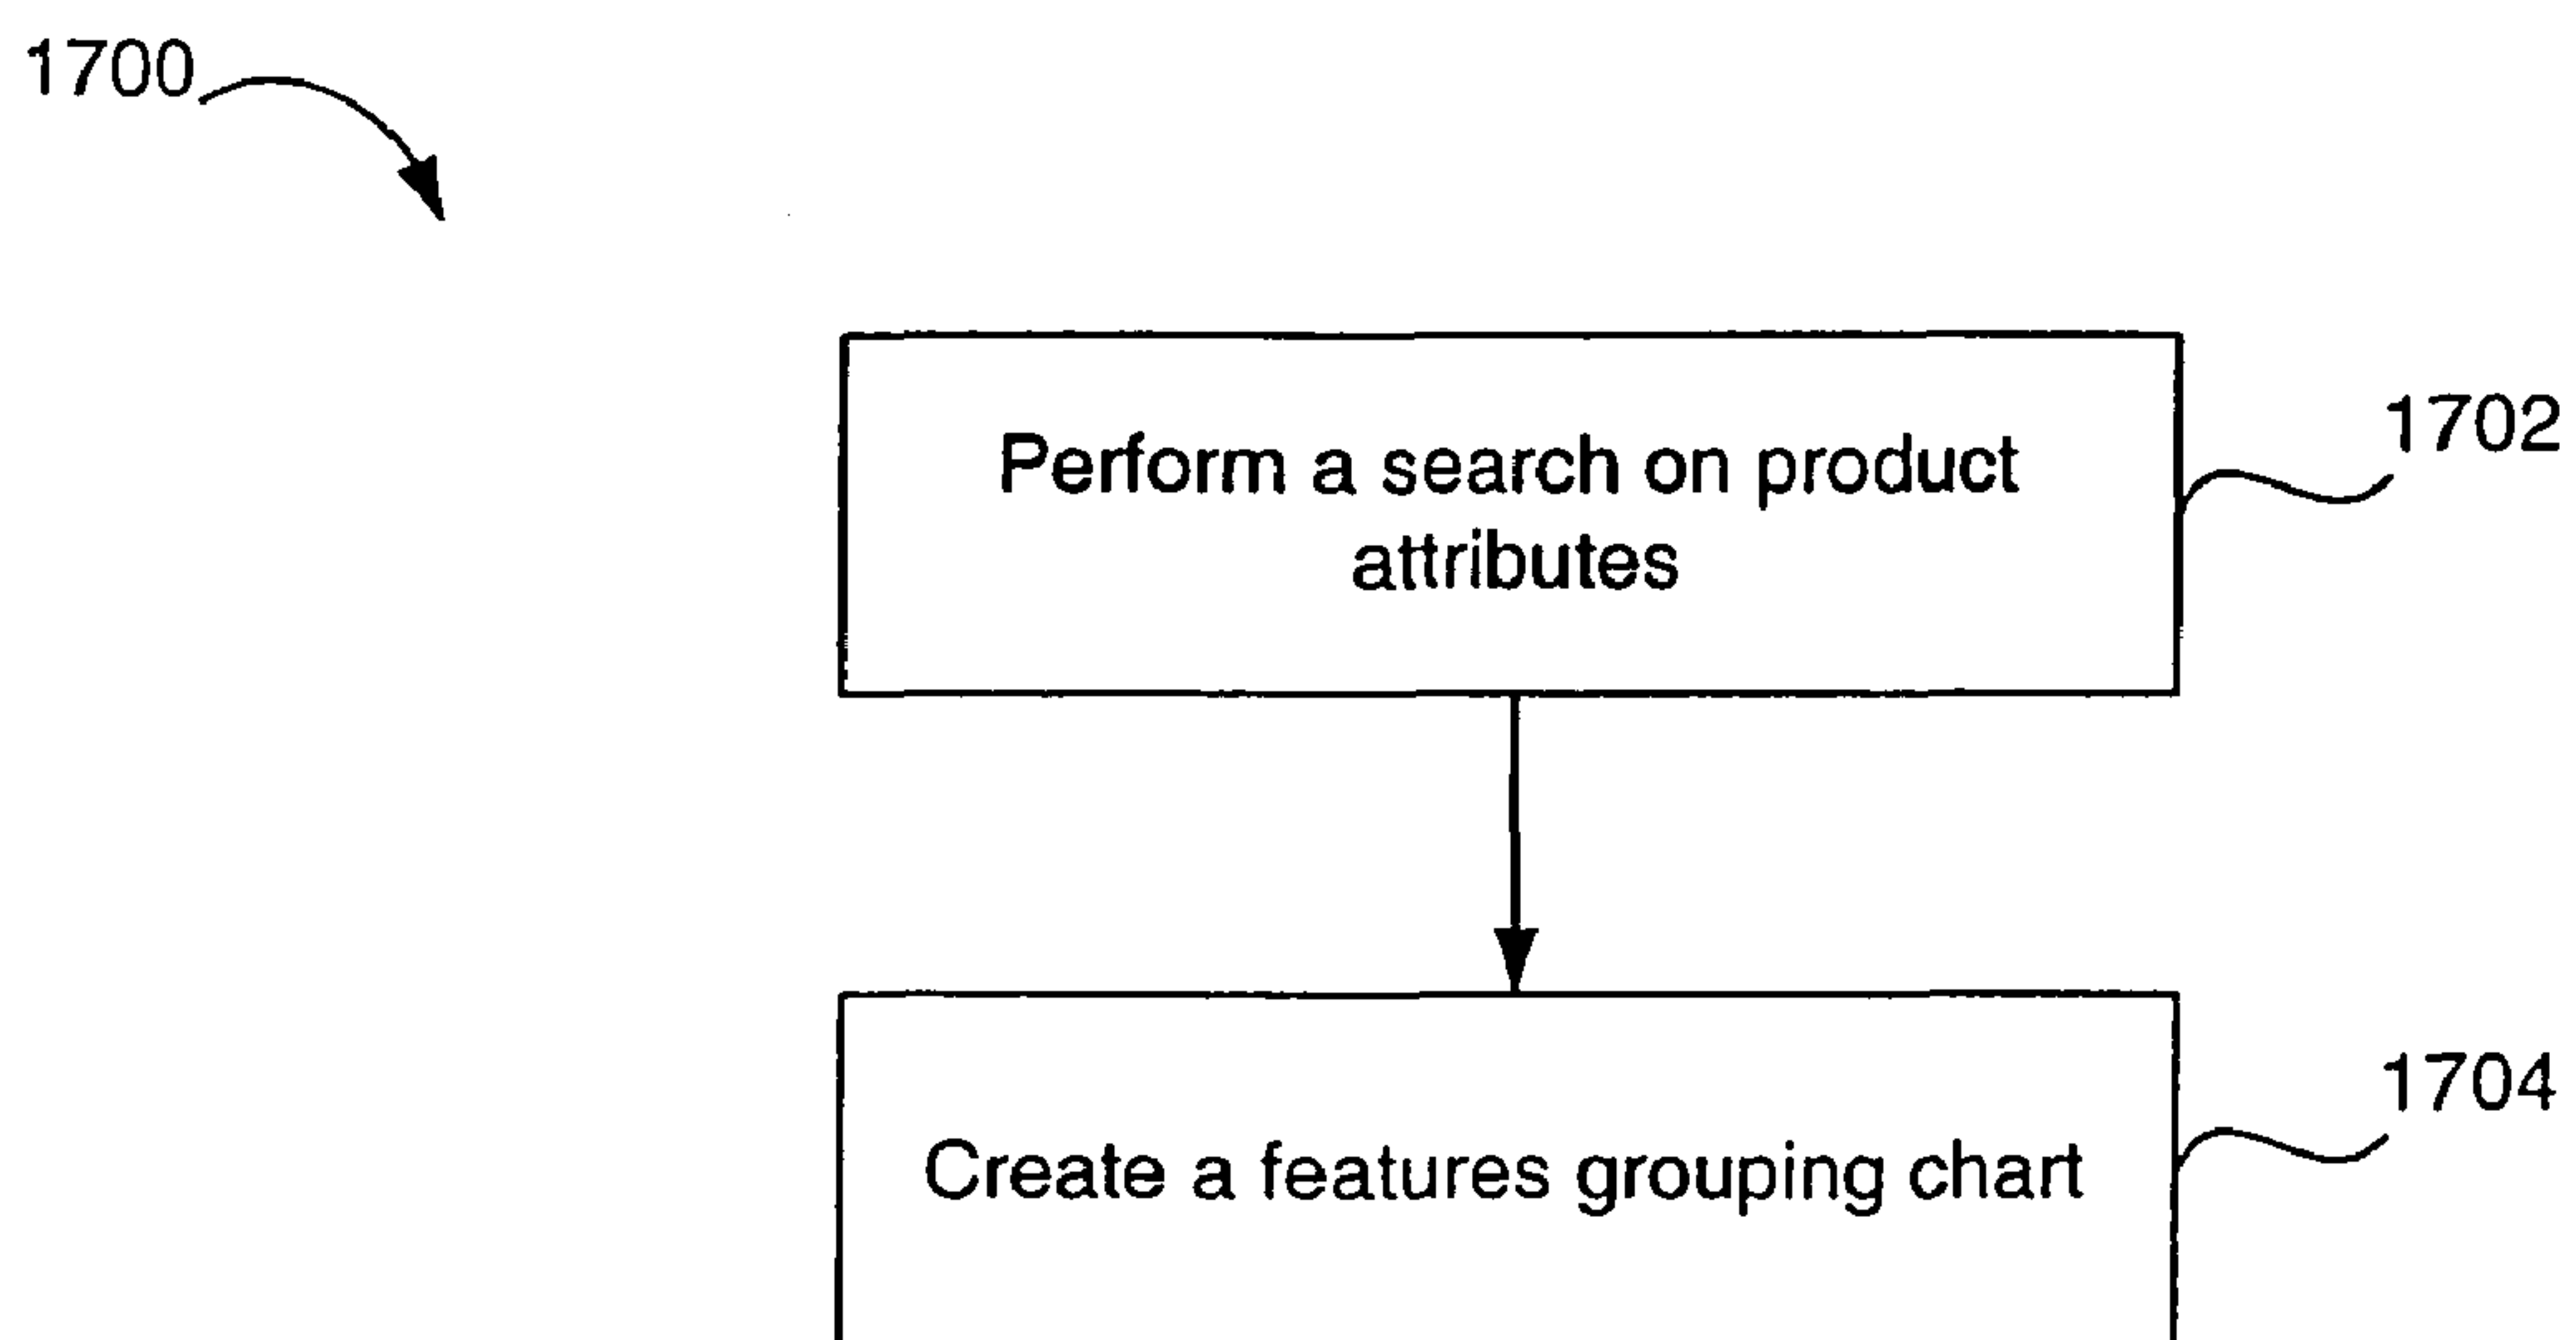 1700
Perform a search on product
attributes
1702
Create a features grouping chart
1704